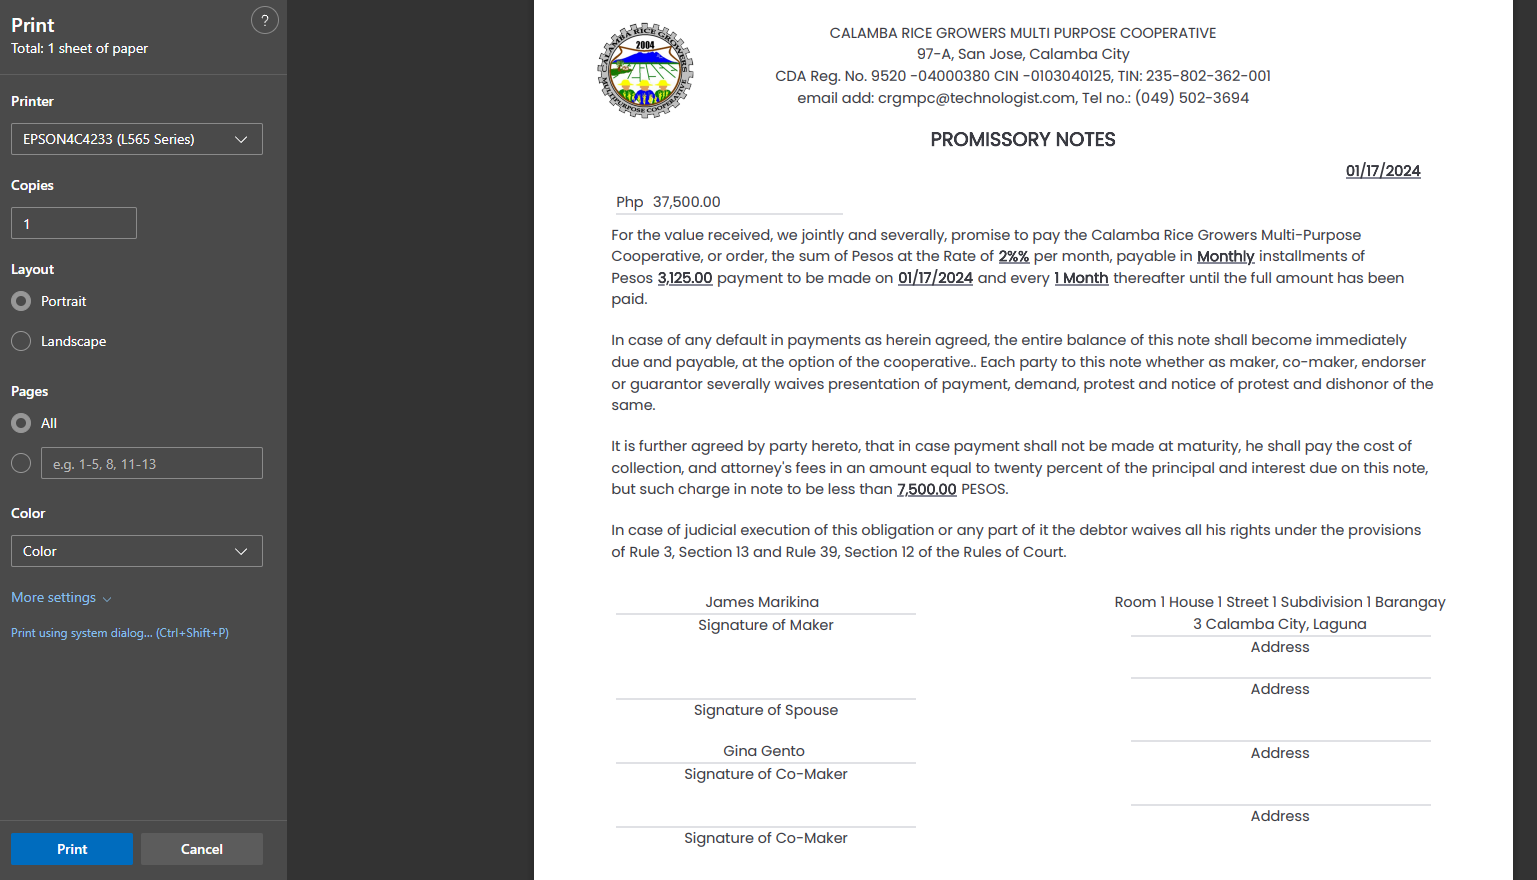 Print
?
Total: 1 sheet of paper
Printer
EPSON4C4233 (L565 Series)
Copies
1
Layout
Portrait
Landscape
Pages
All
e.g. 1-5, 8, 11-13
Color
Color
More settings
Print using system dialog... (Ctrl+Shift+P)
Print
Cancel
CALAMBA RICE GROWERS
2004
MULTIPURPOSE COOPERATIVE
CALAMBA RICE GROWERS MULTI PURPOSE COOPERATIVE
97-A, San Jose, Calamba City
CDA Reg. No. 9520 -04000380 CIN -0103040125, TIN: 235-802-362-001
email add: crgmpc@technologist.com, Tel no.: (049) 502-3694
PROMISSORY NOTES
01/17/2024
Php 37,500.00
For the value received, we jointly and severally, promise to pay the Calamba Rice Growers Multi-Purpose
Cooperative, or order, the sum of Pesos at the Rate of 2%% per month, payable in Monthly installments of
Pesos 3,125.00 payment to be made on 01/17/2024 and every 1 Month thereafter until the full amount has been
paid.
In case of any default in payments as herein agreed, the entire balance of this note shall become immediately
due and payable, at the option of the cooperative.. Each party to this note whether as maker, co-maker, endorser
or guarantor severally waives presentation of payment, demand, protest and notice of protest and dishonor of the
same.
It is further agreed by party hereto, that in case payment shall not be made at maturity, he shall pay the cost of
collection, and attorney's fees in an amount equal to twenty percent of the principal and interest due on this note,
but such charge in note to be less than 7,500.00 PESOS.
In case of judicial execution of this obligation or any part of it the debtor waives all his rights under the provisions
of Rule 3, Section 13 and Rule 39, Section 12 of the Rules of Court.
James Marikina
Signature of Maker
Room 1 House 1 Street 1 Subdivision 1 Barangay
3 Calamba City, Laguna
Address
Address
Signature of Spouse
Gina Gento
Signature of Co-Maker
Address
Address
Signature of Co-Maker